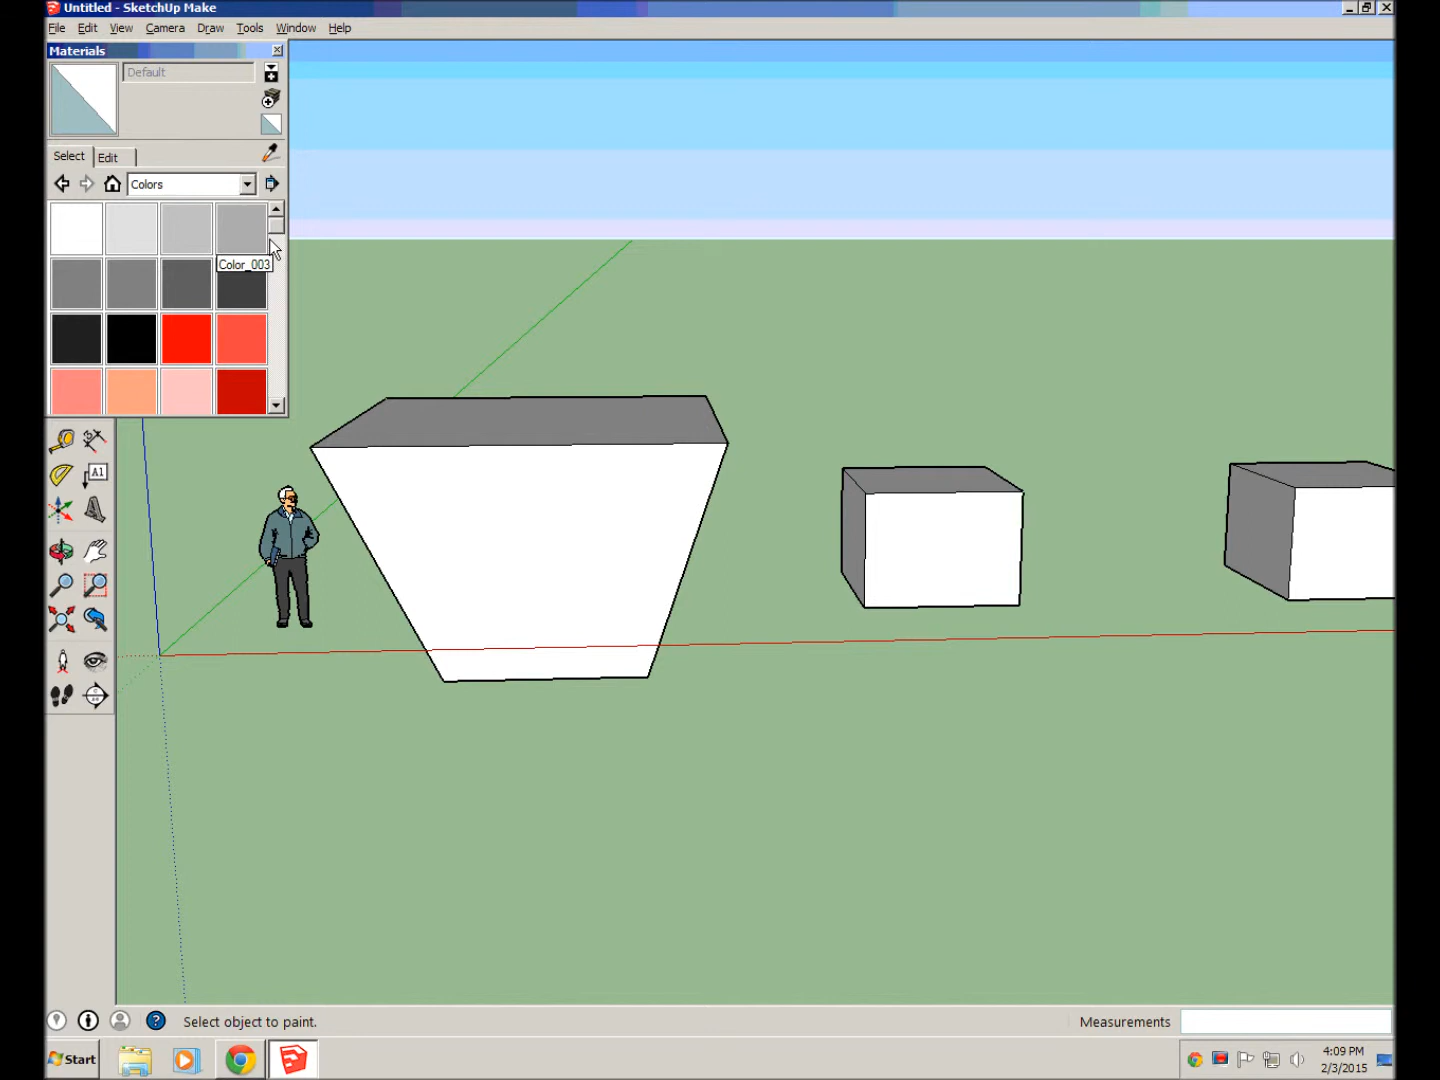 Untitled - SketchUp Make
File Edit View Camera Draw Tools Window Help
Materials
Default
Select Edit
Colors
Color_003
A1
Select object to paint.
Measurements
Start
4:09 PM
2/3/2015